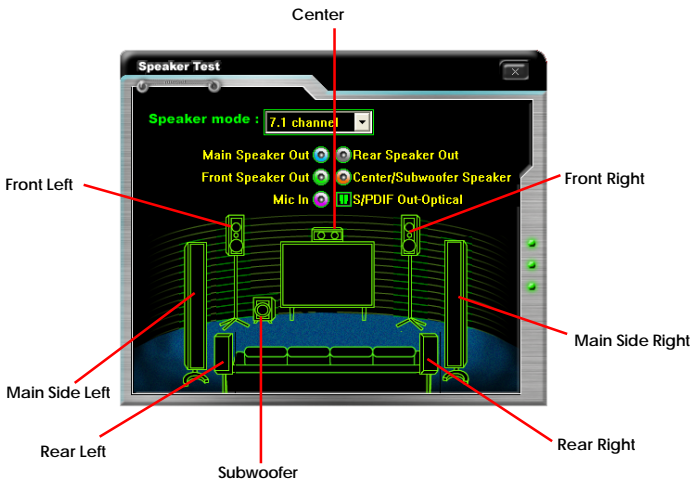 Center
Speaker Test
Speaker mode : 7.1 channel
Main Speaker Out Rear Speaker Out
Front Speaker Out Center/Subwoofer Speaker
Mic In S/PDIF Out-Optical
Front Left
Front Right
Main Side Right
Main Side Left
Rear Left
Rear Right
Subwoofer